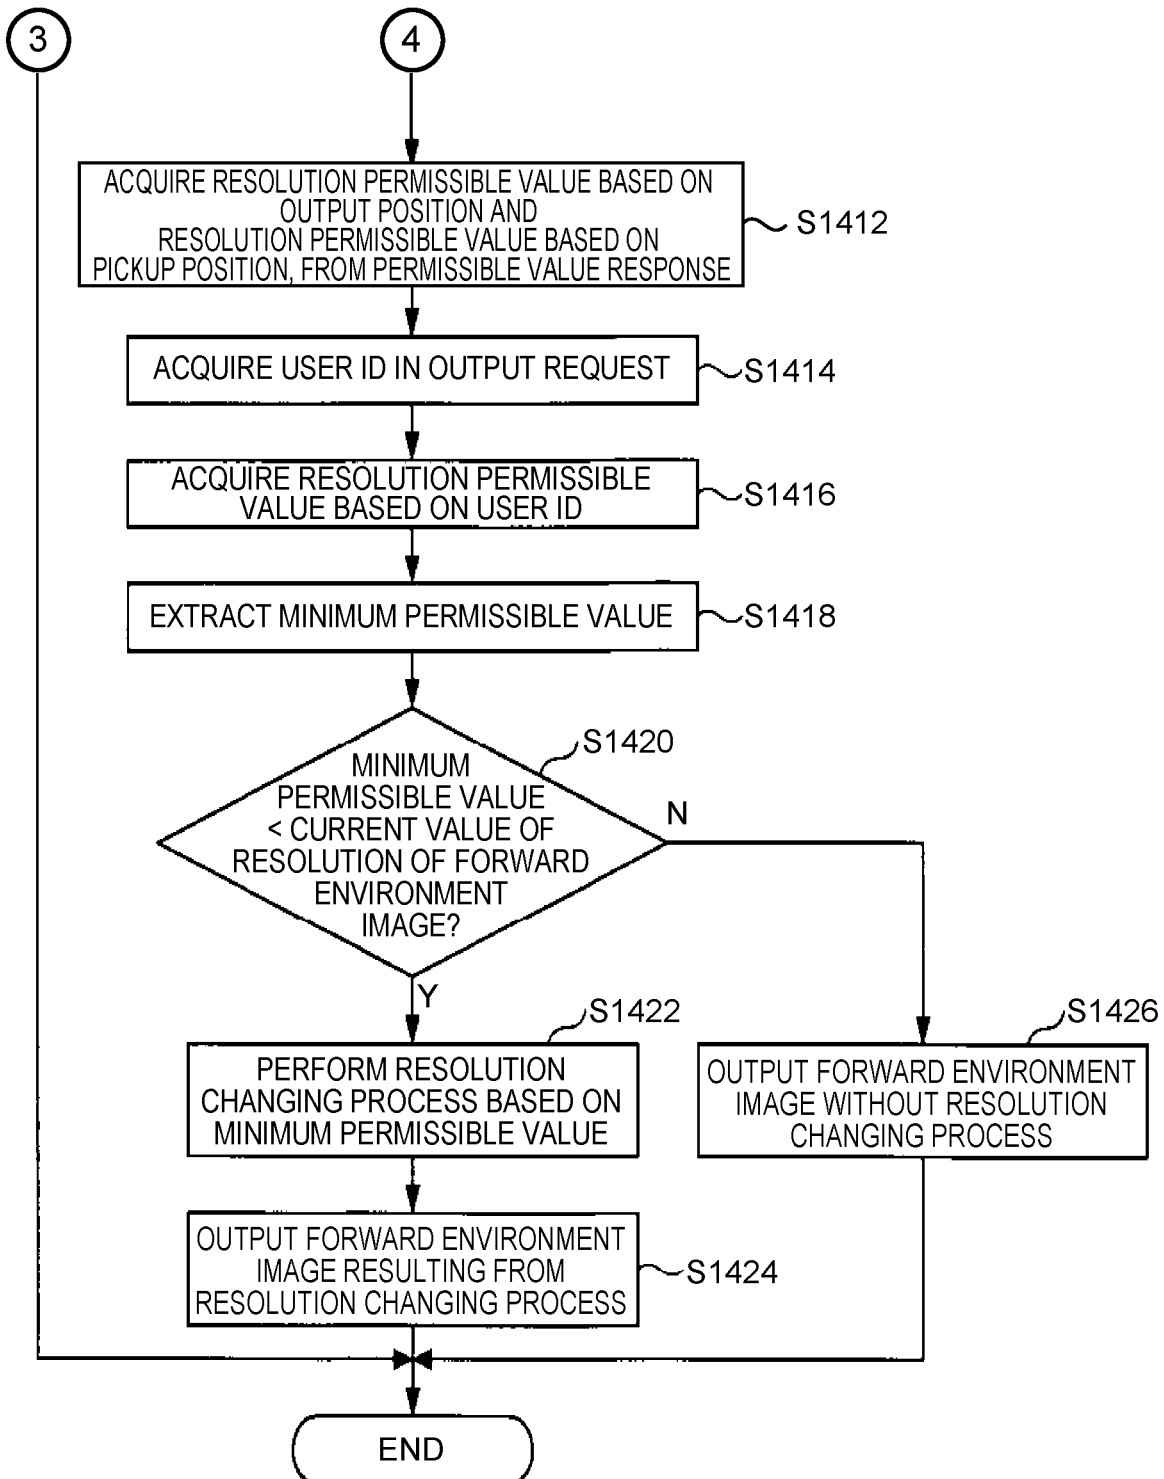 3
4
ACQUIRE RESOLUTION PERMISSIBLE VALUE BASED ON
OUTPUT POSITION AND
RESOLUTION PERMISSIBLE VALUE BASED ON
PICKUP POSITION, FROM PERMISSIBLE VALUE RESPONSE
S1412
ACQUIRE USER ID IN OUTPUT REQUEST
S1414
ACQUIRE RESOLUTION PERMISSIBLE
VALUE BASED ON USER ID
S1416
EXTRACT MINIMUM PERMISSIBLE VALUE
S1418
S1420
MINIMUM
PERMISSIBLE VALUE
< CURRENT VALUE OF
RESOLUTION OF FORWARD
ENVIRONMENT
IMAGE?
N
Y
S1422
PERFORM RESOLUTION
CHANGING PROCESS BASED ON
MINIMUM PERMISSIBLE VALUE
S1426
OUTPUT FORWARD ENVIRONMENT
IMAGE WITHOUT RESOLUTION
CHANGING PROCESS
OUTPUT FORWARD ENVIRONMENT
IMAGE RESULTING FROM
RESOLUTION CHANGING PROCESS
S1424
END